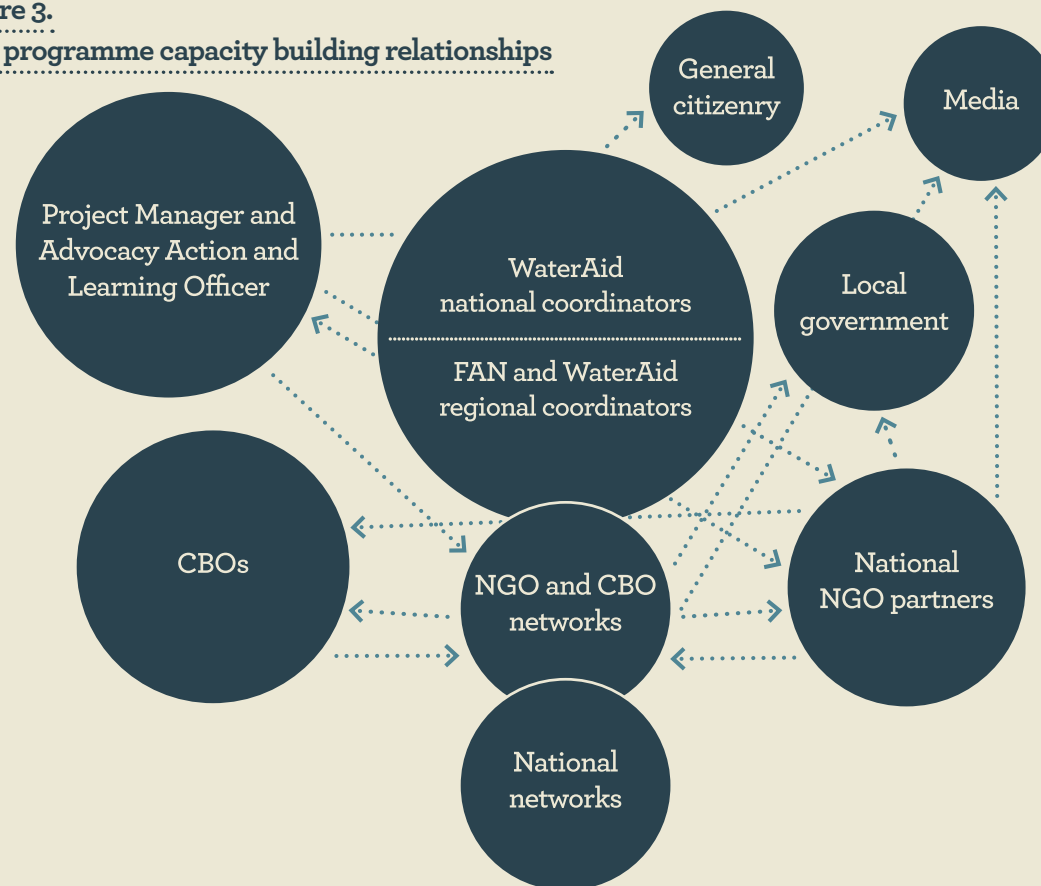 re 3.
programme capacity building relationships
General
citizenry
Media
Project Manager and
Advocacy Action and
Learning Officer
WaterAid
national coordinators
FAN and WaterAid
regional coordinators
Local
government
CBOs
NGO and CBO
networks
National
NGO partners
National
networks